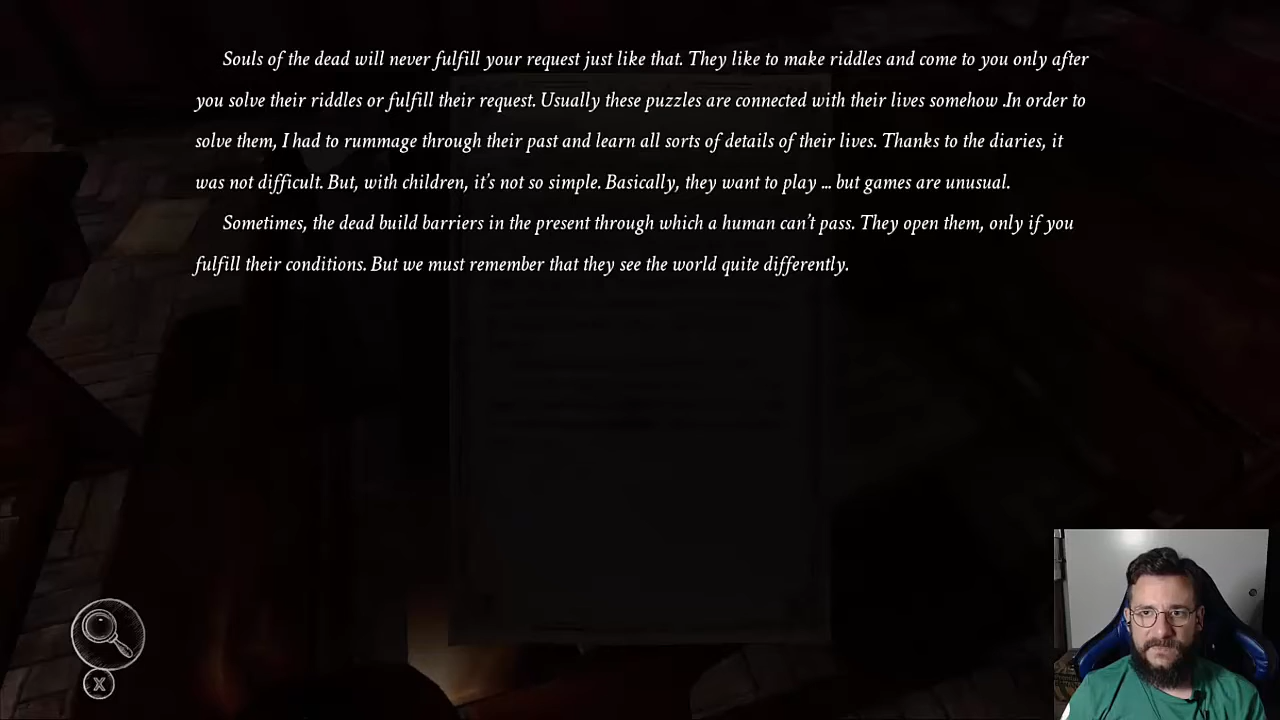 Souls of the dead will never fulfill your request just like that. They like to make riddles and come to you only after
you solve their riddles or fulfill their request. Usually these puzzles are connected with their lives somehow .In order to
solve them, I had to rummage through their past and learn all sorts of details of their lives. Thanks to the diaries, it
was not difficult. But, with children, it's not so simple. Basically, they want to play ... but games are unusual.
Sometimes, the dead build barriers in the present through which a human can't pass. They open them, only if you
fulfill their conditions. But we must remember that they see the world quite differently.
X